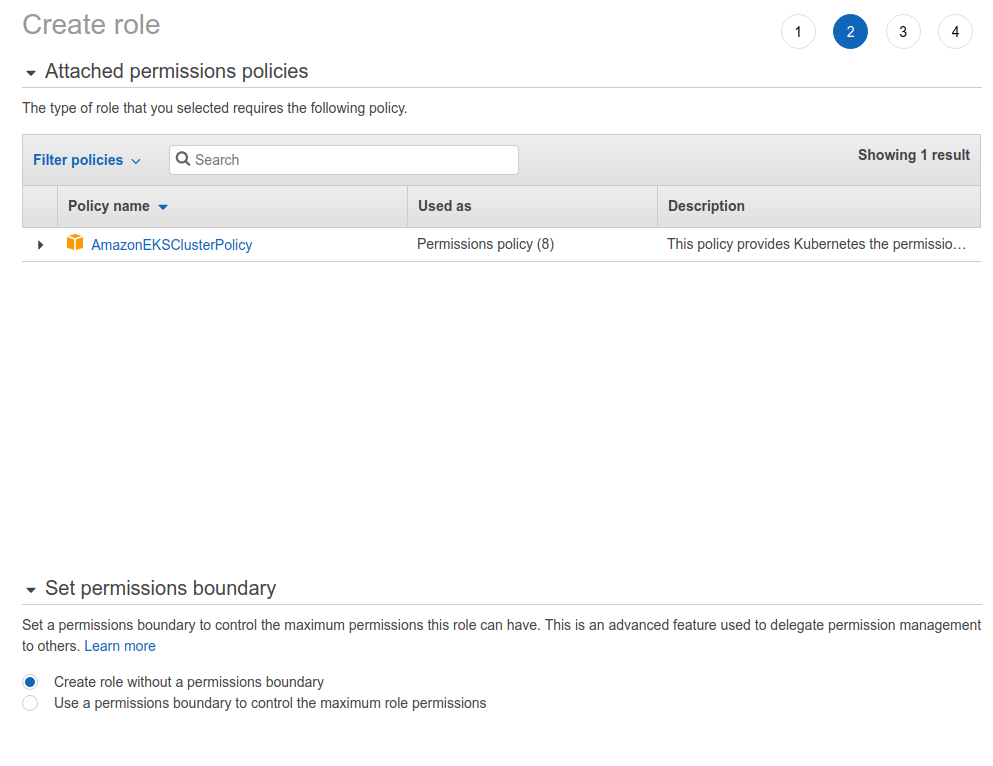 Create role
1 2 3 4
Attached permissions policies
The type of role that you selected requires the following policy.
Filter policies Search Showing 1 result
Policy name Used as Description
AmazonEKSClusterPolicy Permissions policy (8) This policy provides Kubernetes the permissio…
Set permissions boundary
Set a permissions boundary to control the maximum permissions this role can have. This is an advanced feature used to delegate permission management
to others. Learn more
Create role without a permissions boundary
Use a permissions boundary to control the maximum role permissions